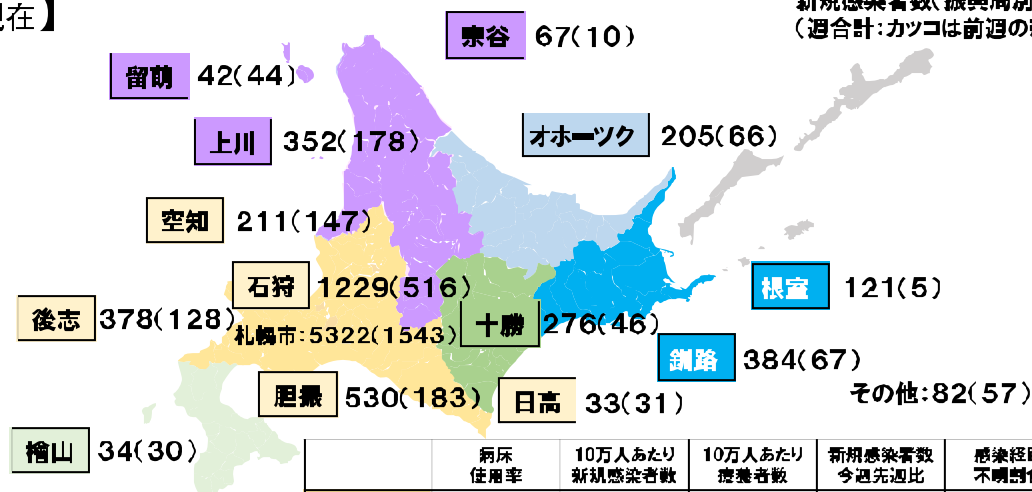 現在】
新規感染者数(振興局別
(週合計:カッコは前週の
宗谷 67(10)
留萌 42(44)
上川 352(178)
オホーツク 205(66)
空知 211(147)
石狩 1229(516)
根室 121(5)
後志 378(128)
札幌市:5322(1543)
十勝 276(46)
釧路 384(67)
胆振 530(183)
日高 33(31)
その他:82(57)
檜山 34(30)
病床
使用率
10万人あたり
新規感染者数
10万人あたり
療養者数
新規感染者数
今週先週比
感染経
不明割